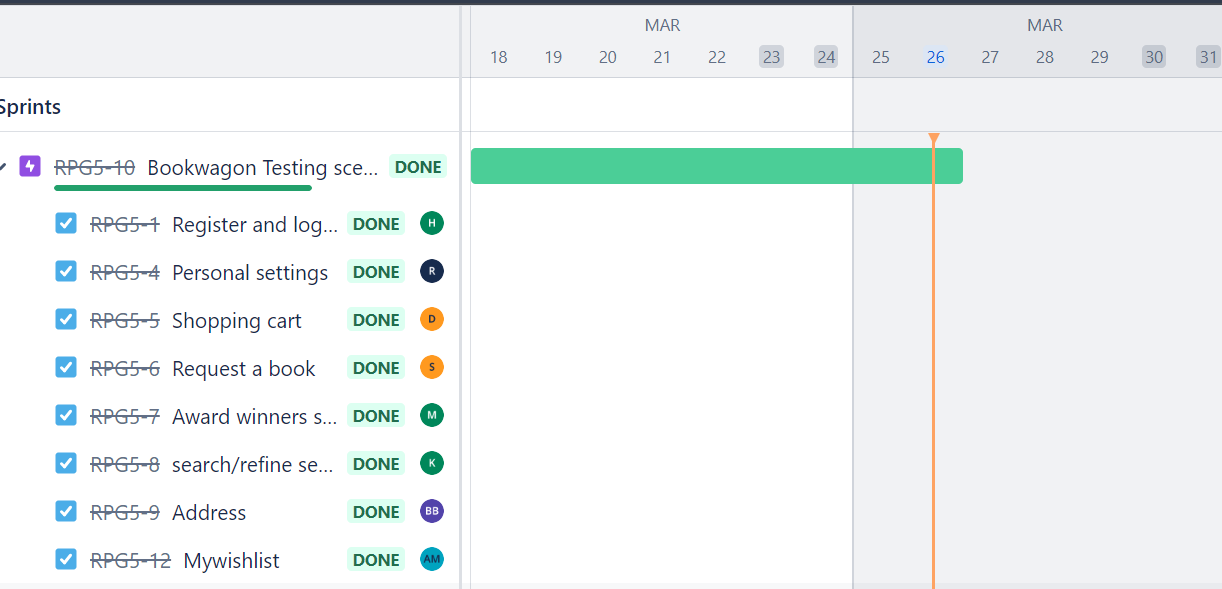 MAR MAR
18 19 20 21 22 23 24 25 26 27 28 29 30 31
Sprints
RPG5-10 Bookwagon Testing sce... DONE
RPG5-1 Register and log... DONE H
RPG5-4 Personal settings DONE R
RPG5-5 Shopping cart DONE D
RPG5-6 Request a book DONE S
RPG5-7 Award winners s... DONE M
RPG5-8 search/refine se... DONE K
RPG5-9 Address DONE BB
RPG5-12 Mywishlist DONE AM